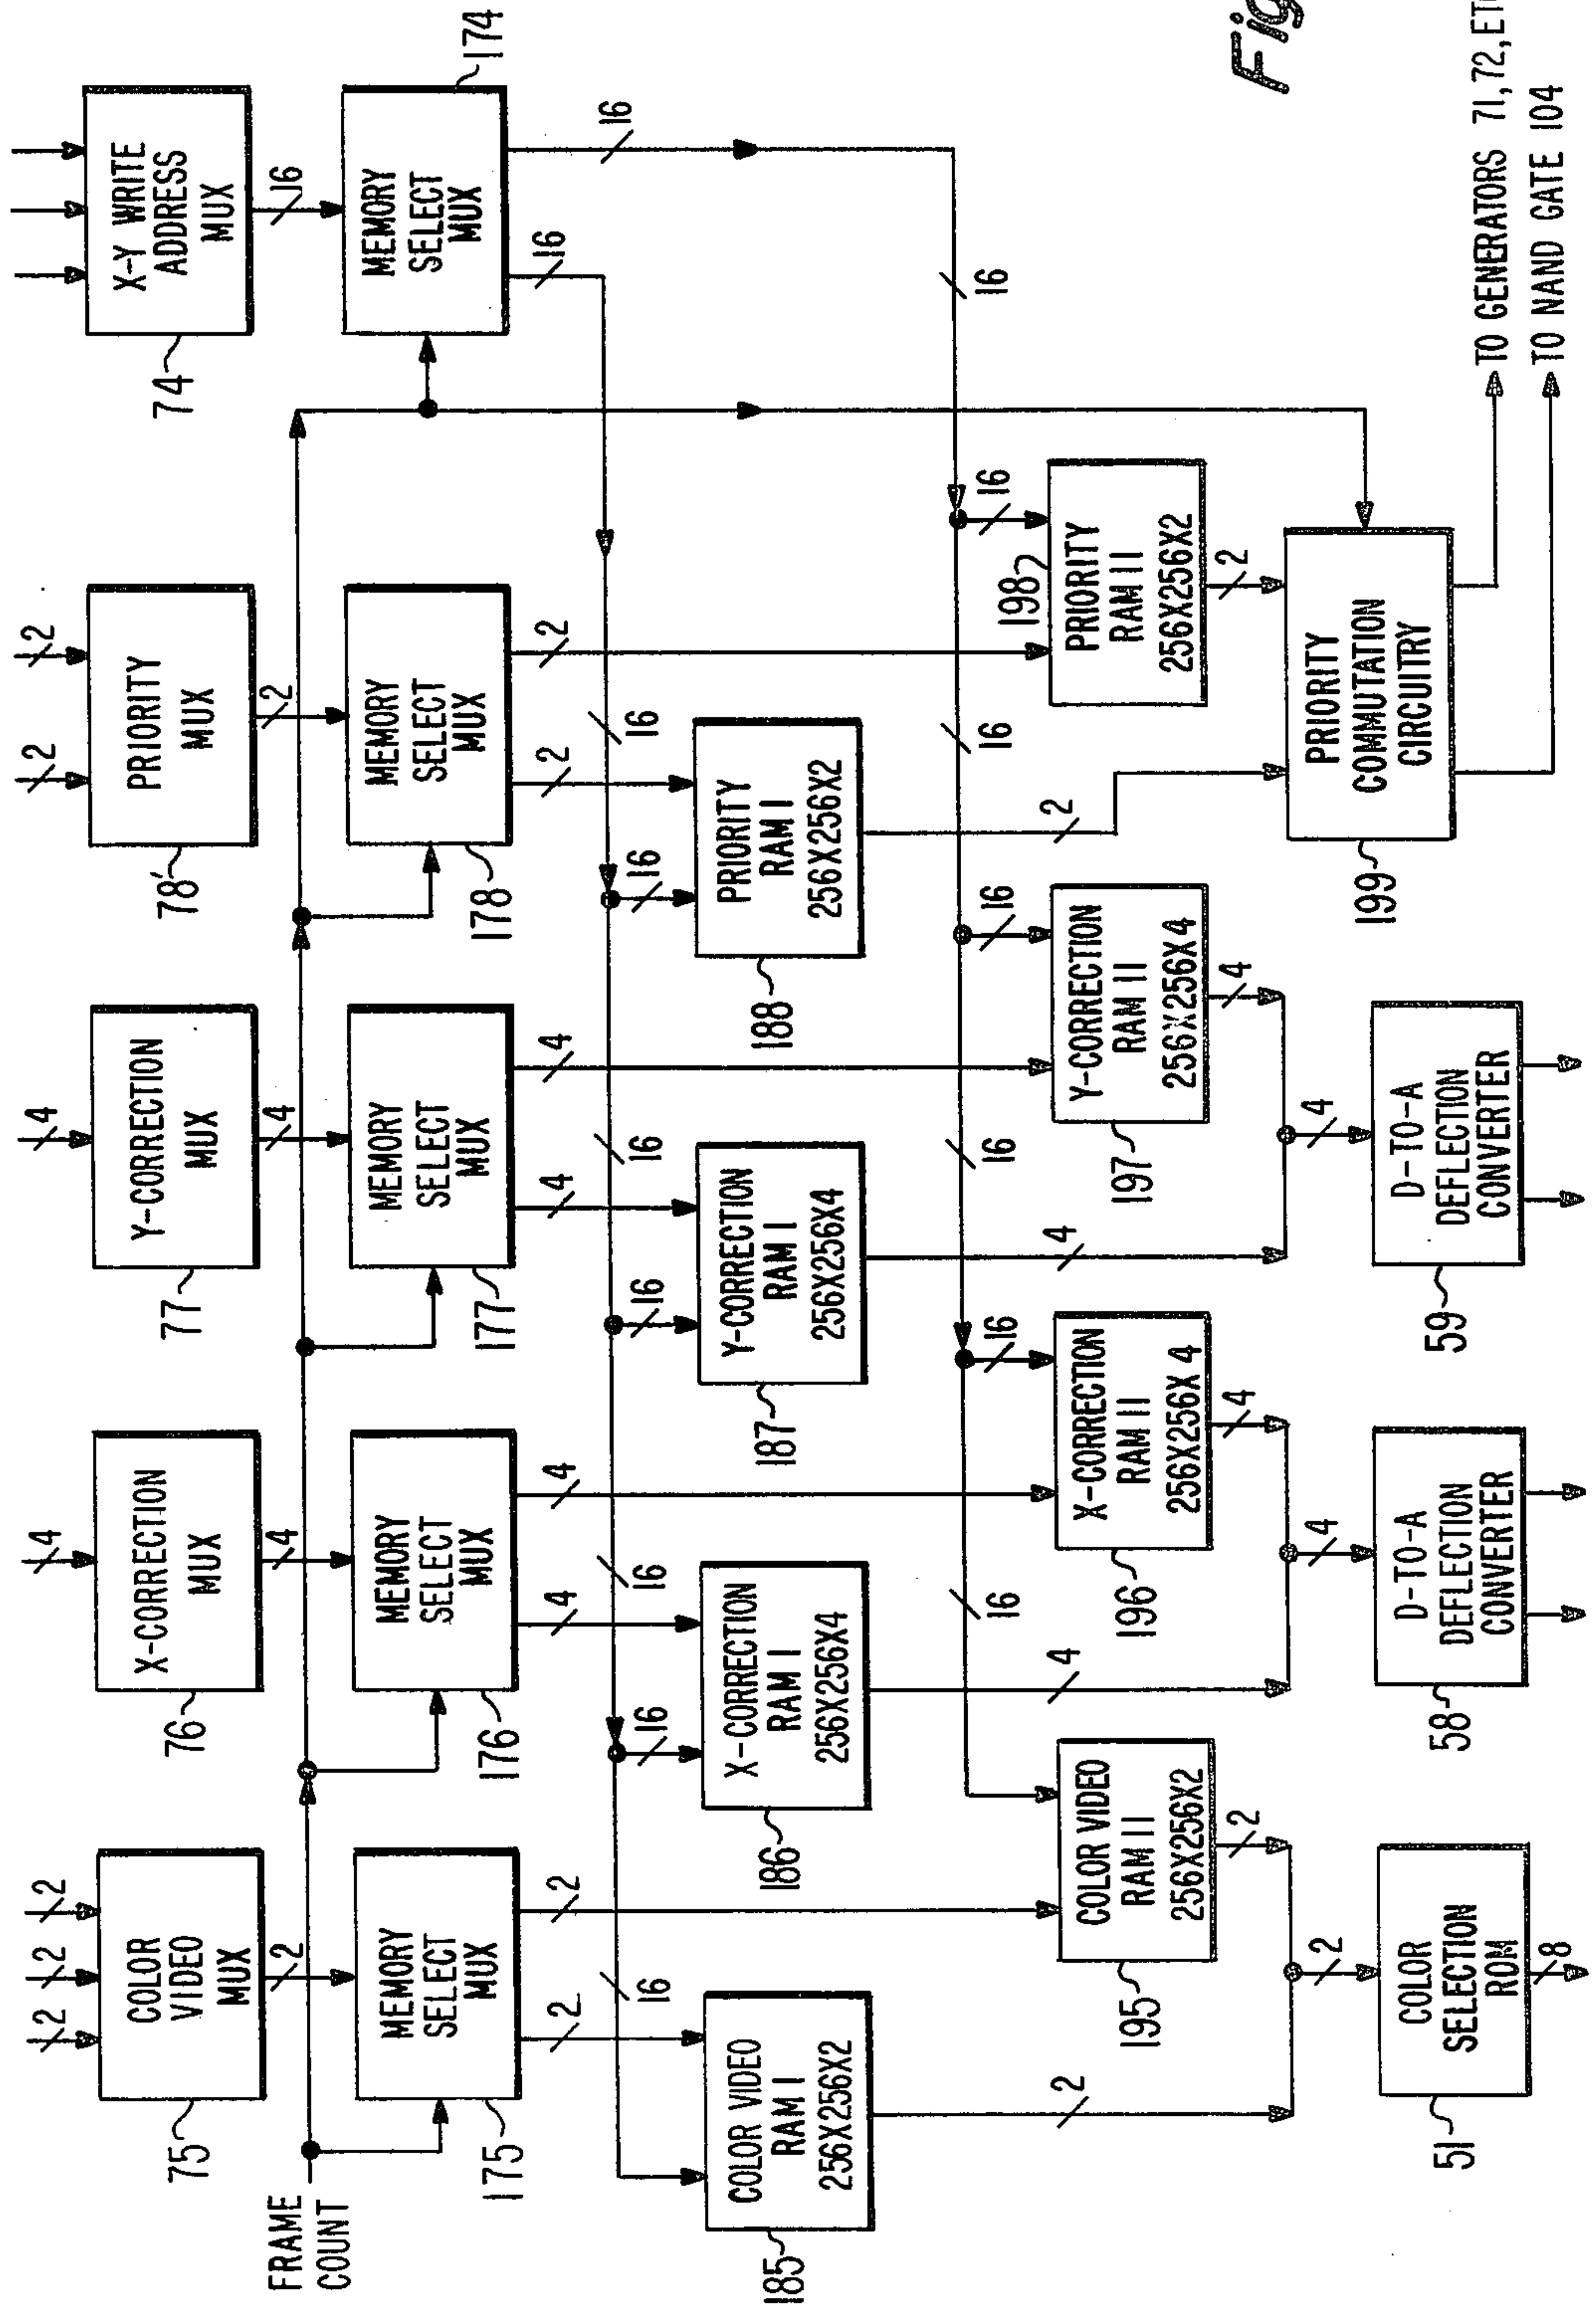 FRAME
COUNT
COLOR
VIDEO
MUX
75
2
2
2
2
X-CORRECTION
MUX
76
4
4
Y-CORRECTION
MUX
77
4
4
PRIORITY
MUX
78'
2
2
2
X-Y WRITE
ADDRESS
MUX
74
16
MEMORY
SELECT
MUX
175
2
2
MEMORY
SELECT
MUX
176
4
4
MEMORY
SELECT
MUX
177
4
4
MEMORY
SELECT
MUX
178
2
2
MEMORY
SELECT
MUX
174
16
16
16
16
16
16
16
16
16
COLOR VIDEO
RAM I
256X256X2
185
2
X-CORRECTION
RAM I
256X256X4
186
4
Y-CORRECTION
RAM I
256X256X4
187
4
PRIORITY
RAM I
256X256X2
188
2
16
16
16
16
16
16
16
COLOR VIDEO
RAM II
256X256X2
195
2
X-CORRECTION
RAM II
256X256X4
196
4
Y-CORRECTION
RAM II
256X256X4
197
4
PRIORITY
RAM II
256X256X2
198
2
COLOR
SELECTION
ROM
51
2
8
D-TO-A
DEFLECTION
CONVERTER
58
4
D-TO-A
DEFLECTION
CONVERTER
59
4
PRIORITY
COMMUTATION
CIRCUITRY
199
TO GENERATORS 71,72,ETC
TO NAND GATE 104
Fig